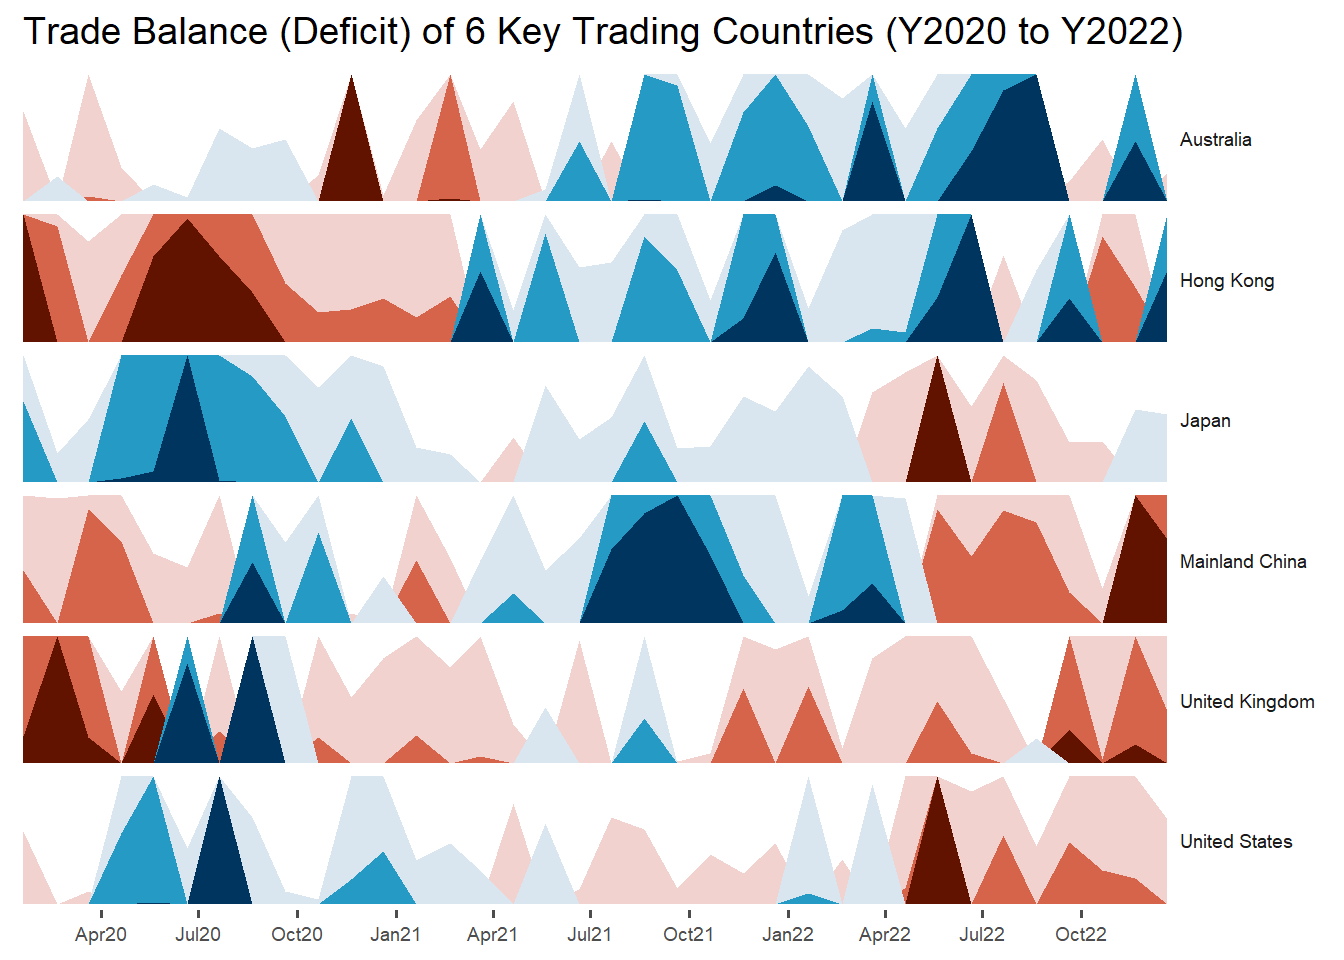 Trade Balance (Deficit) of 6 Key Trading Countries (Y2020 to Y2022)
Australia
Hong Kong
Japan
Mainland China
United Kingdom
United States
Apr20 Jul20 Oct20 Jan21 Apr21 Jul21 Oct21 Jan22 Apr22 Jul22 Oct22